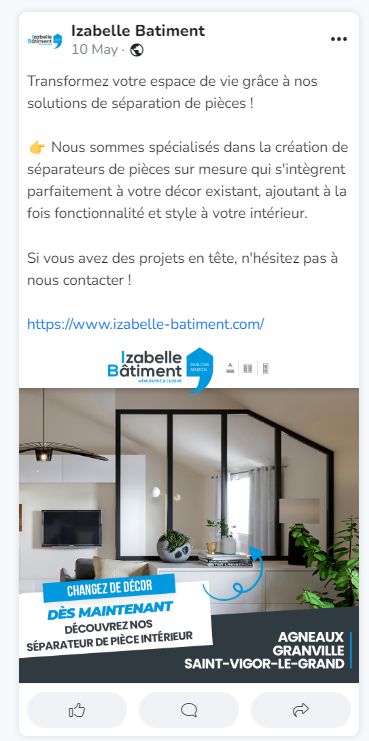 Izabelle Batiment
10 May ·
Transformez votre espace de vie grâce à nos
solutions de séparation de pièces !
👉 Nous sommes spécialisés dans la création de
séparateurs de pièces sur mesure qui s'intègrent
parfaitement à votre décor existant, ajoutant à la
fois fonctionnalité et style à votre intérieur.
Si vous avez des projets en tête, n'hésitez pas à
nous contacter !
https://www.izabelle-batiment.com/
Izabelle
Bâtiment
MENUISERIE & CUISINE
PARLONS
MAISON
CHANGEZ DE DÉCOR
DÈS MAINTENANT
DÉCOUVREZ NOS
SÉPARATEUR DE PIÈCE INTÉRIEUR
AGNEAUX
GRANVILLE
SAINT-VIGOR-LE-GRAND